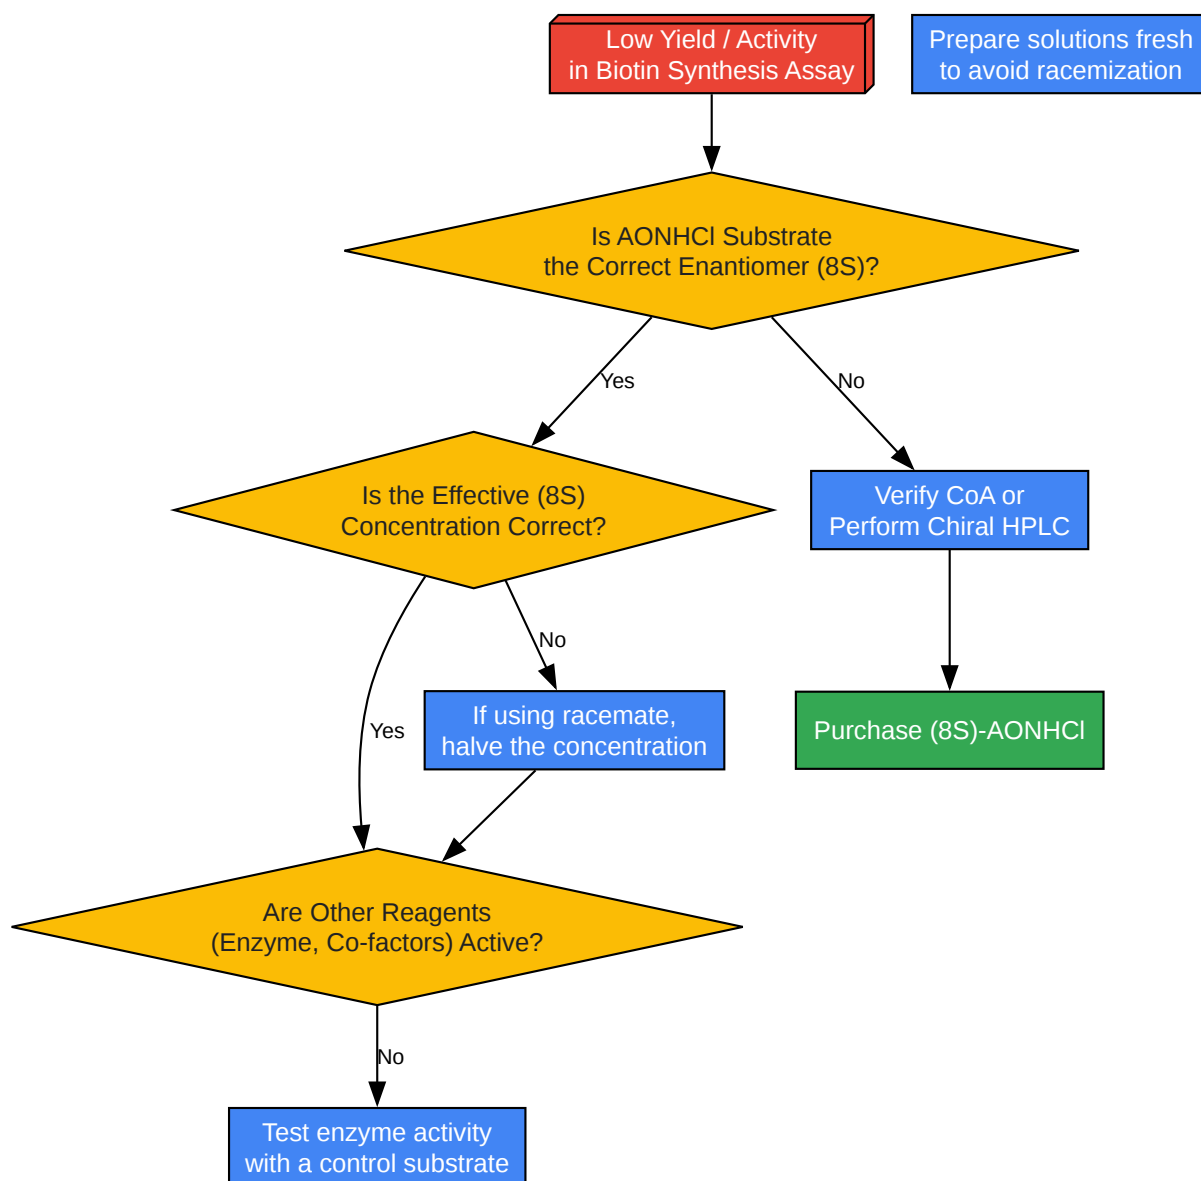 Low Yield / Activity
in Biotin Synthesis Assay
Prepare solutions fresh
to avoid racemization
Is AONHCl Substrate
the Correct Enantiomer (8S)?
Yes
No
Is the Effective (8S)
Concentration Correct?
Verify CoA or
Perform Chiral HPLC
No
Yes
If using racemate,
halve the concentration
Purchase (8S)-AONHCl
Are Other Reagents
(Enzyme, Co-factors) Active?
No
Test enzyme activity
with a control substrate